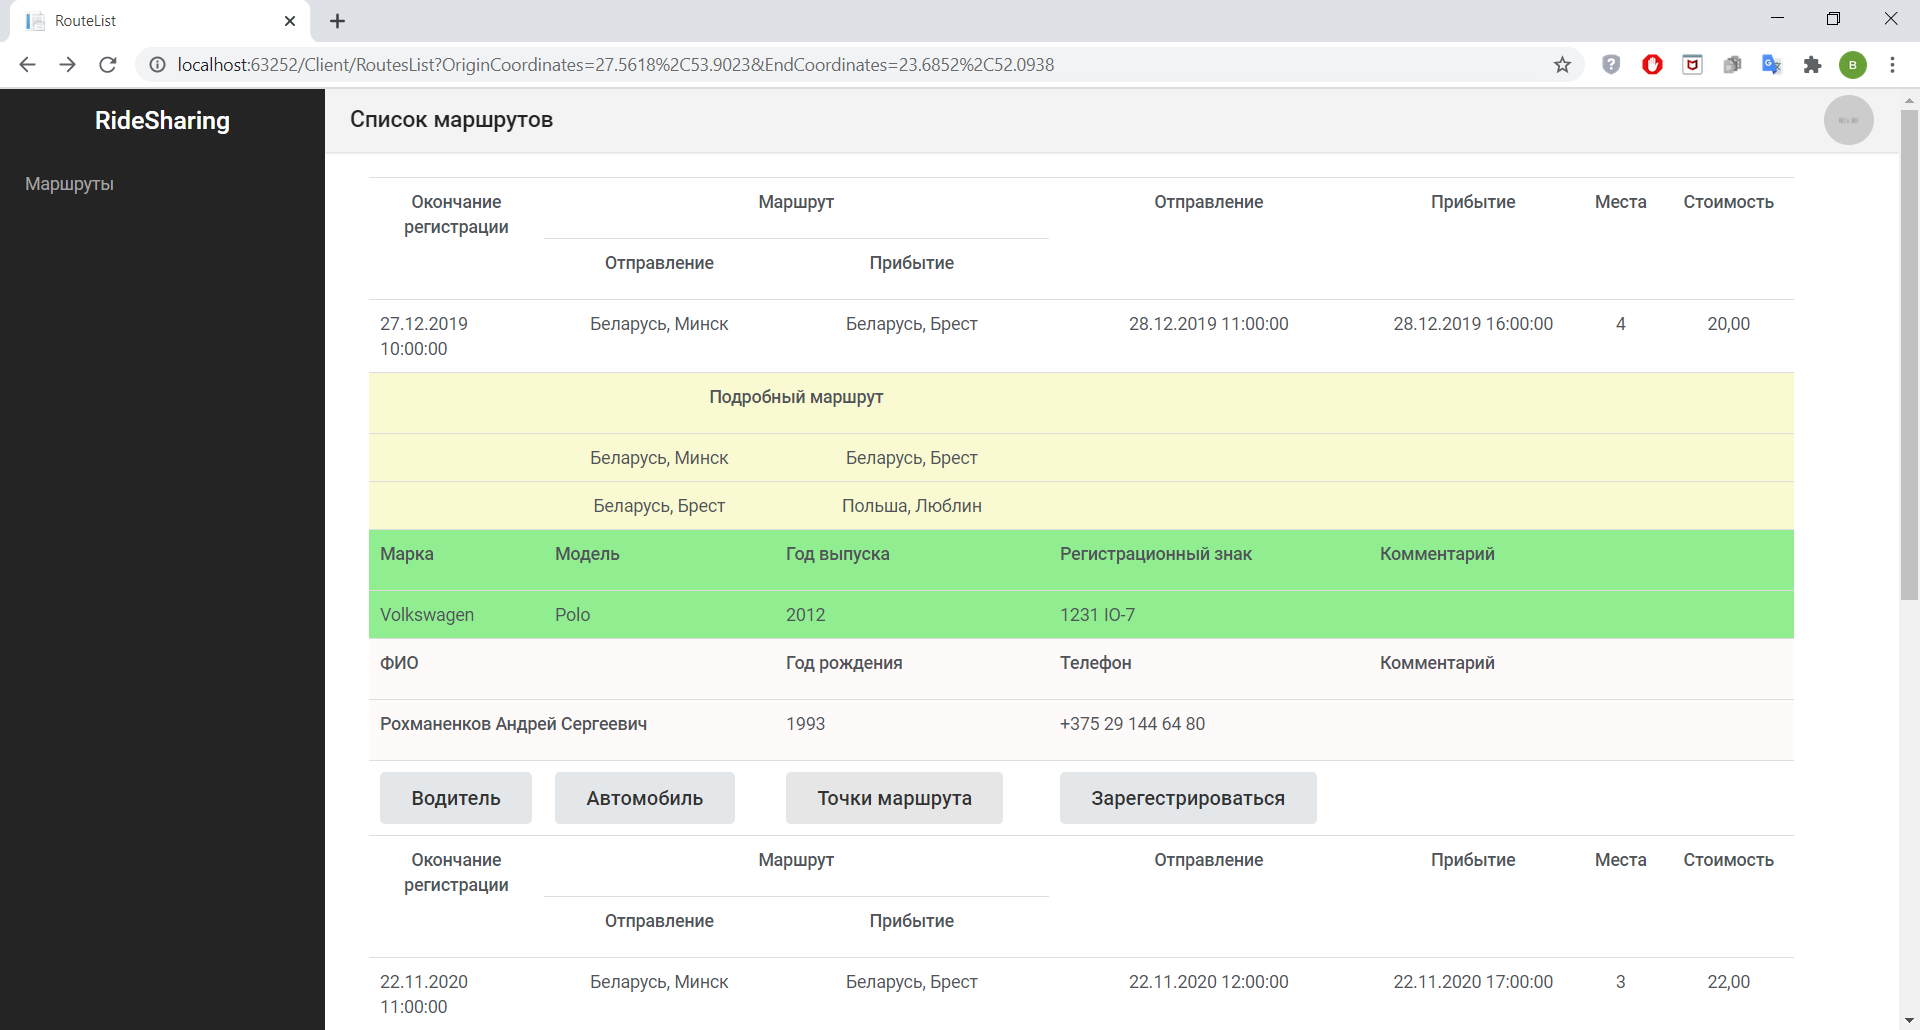 RouteList
localhost:63252/Client/RoutesList?OriginCoordinates=27.5618%2C53.9023&EndCoordinates=23.6852%2C52.0938
B
RideSharing
Список маршрутов
Маршруты
Окончание регистрации Маршрут Отправление Прибытие Места Стоимость
Отправление Прибытие
27.12.2019 10:00:00 Беларусь, Минск Беларусь, Брест 28.12.2019 11:00:00 28.12.2019 16:00:00 4 20,00
Подробный маршрут
Беларусь, Минск Беларусь, Брест
Беларусь, Брест Польша, Люблин
Марка Модель Год выпуска Регистрационный знак Комментарий
Volkswagen Polo 2012 1231 IO-7
ФИО Год рождения Телефон Комментарий
Рохманенков Андрей Сергеевич 1993 +375 29 144 64 80
Водитель Автомобиль Точки маршрута Зарегестрироваться
Окончание регистрации Маршрут Отправление Прибытие Места Стоимость
Отправление Прибытие
22.11.2020 11:00:00 Беларусь, Минск Беларусь, Брест 22.11.2020 12:00:00 22.11.2020 17:00:00 3 22,00